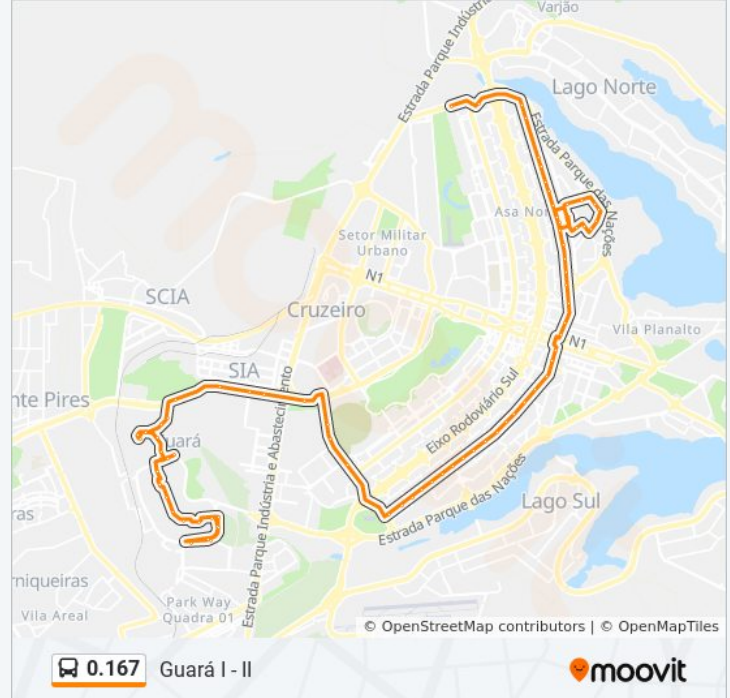 Varjão
Estrada Parque Indústria
Lago Norte
Estrada Parque das Nações
Asa Nor
Setor Militar
Urbano
N1
SCIA
Cruzeiro
Vila Planalto
N1
SIA
nte Pires
Eixo Rodoviário Sul
uará
Estrada Parque Indústria e Abastecimento
Estrada Parque das Nações
Lago Sul
ras
rniqueiras
Vila Areal
Park Way
Quadra 01
© OpenStreetMap contributors | © OpenMapTiles
0.167 Guará I - II
moovit